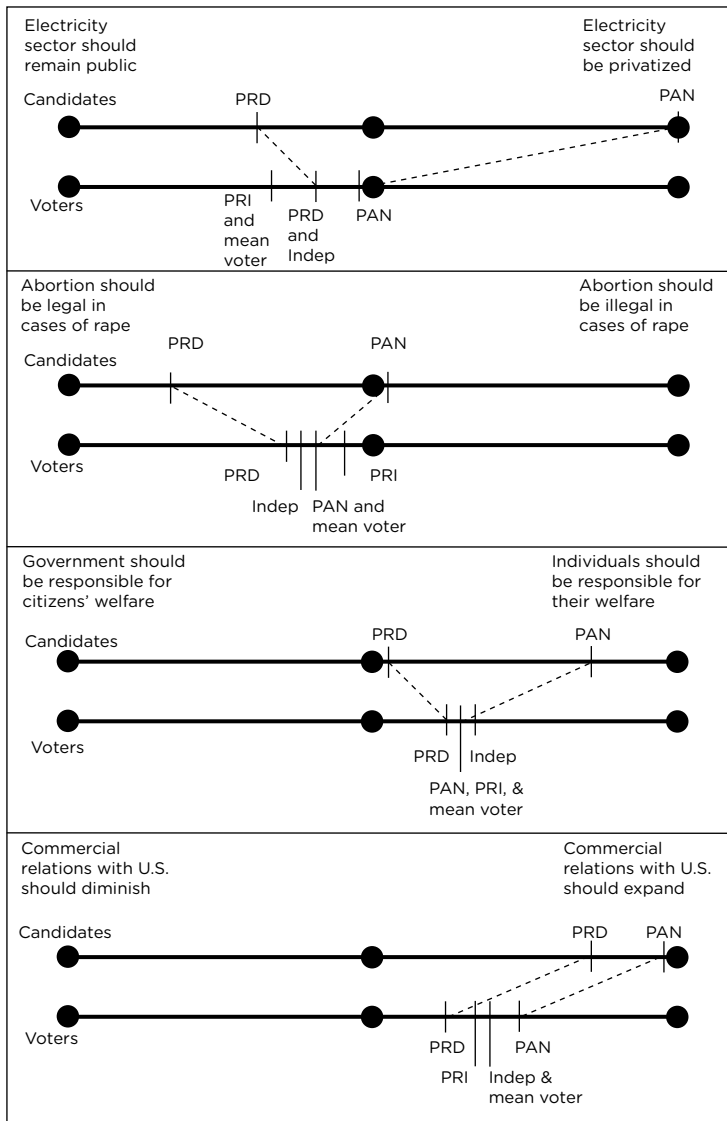 Electricity
sector should
remain public
Electricity
sector should
be privatized
Candidates
PRD
PAN
Voters
PRI
and
mean
voter
PRD
and
Indep
PAN
Abortion should
be legal in
cases of rape
Abortion should
be illegal in
cases of rape
Candidates
PRD
PAN
Voters
PRD
PRI
Indep
PAN and
mean voter
Government should
be responsible for
citizens’ welfare
Individuals should
be responsible for
their welfare
Candidates
PRD
PAN
Voters
PRD
Indep
PAN, PRI, &
mean voter
Commercial
relations with U.S.
should diminish
Commercial
relations with U.S.
should expand
Candidates
PRD
PAN
Voters
PRD
PAN
PRI
Indep &
mean voter